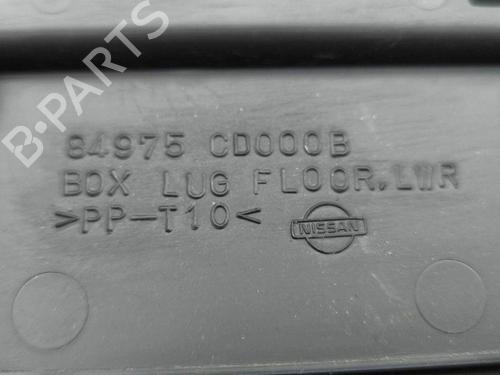 84975 CD000B
BOX LUG FLOOR,LWR
>PP-T10<
NISSAN
B-PARTS